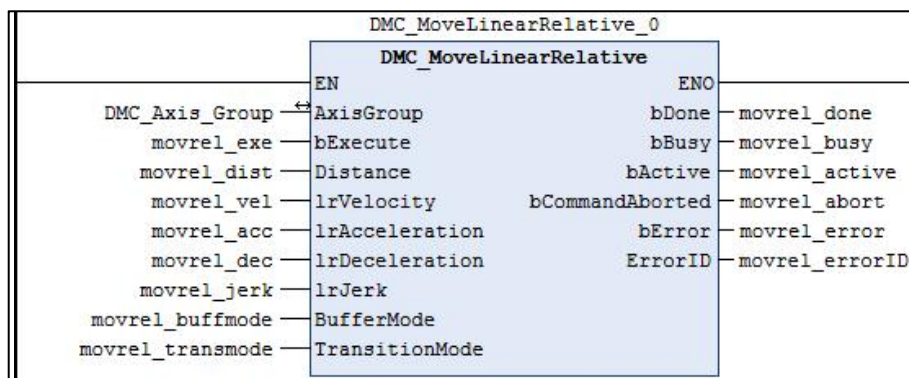 DMC_MoveLinearRelative_0
DMC_MoveLinearRelative
EN ENO
DMC_Axis_Group AxisGroup bDone movrel_done
movrel_exe bExecute bBusy movrel_busy
movrel_dist Distance bActive movrel_active
movrel_vel lrVelocity bCommandAborted movrel_abort
movrel_acc lrAcceleration bError movrel_error
movrel_dec lrDeceleration ErrorID movrel_errorID
movrel_jerk lrJerk
movrel_buffmode BufferMode
movrel_transmode TransitionMode